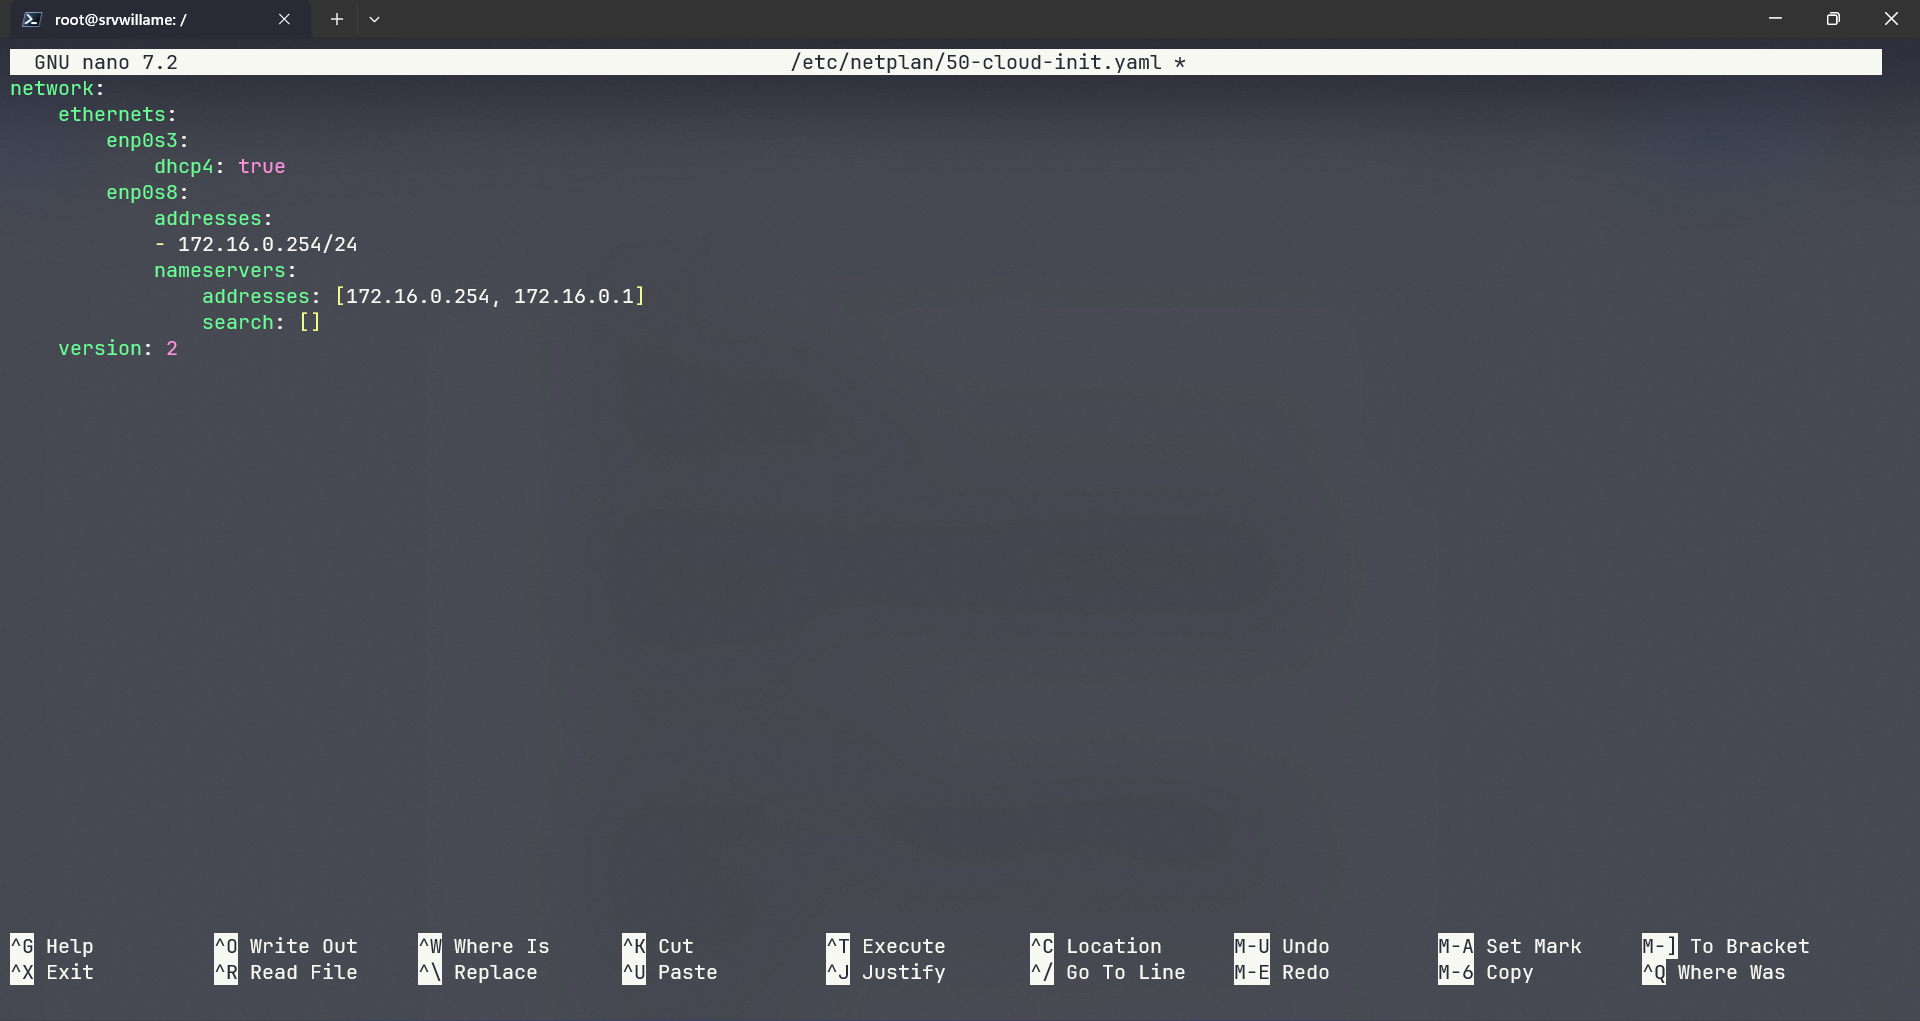 root@srvwillame: /
GNU nano 7.2 /etc/netplan/50-cloud-init.yaml *
network:
    ethernets:
        enp0s3:
            dhcp4: true
        enp0s8:
            addresses:
            - 172.16.0.254/24
            nameservers:
                addresses: [172.16.0.254, 172.16.0.1]
                search: []
    version: 2
^G Help ^O Write Out ^W Where Is ^K Cut ^T Execute ^C Location M-U Undo M-A Set Mark M-] To Bracket
^X Exit ^R Read File ^\ Replace ^U Paste ^J Justify ^/ Go To Line M-E Redo M-6 Copy ^Q Where Was